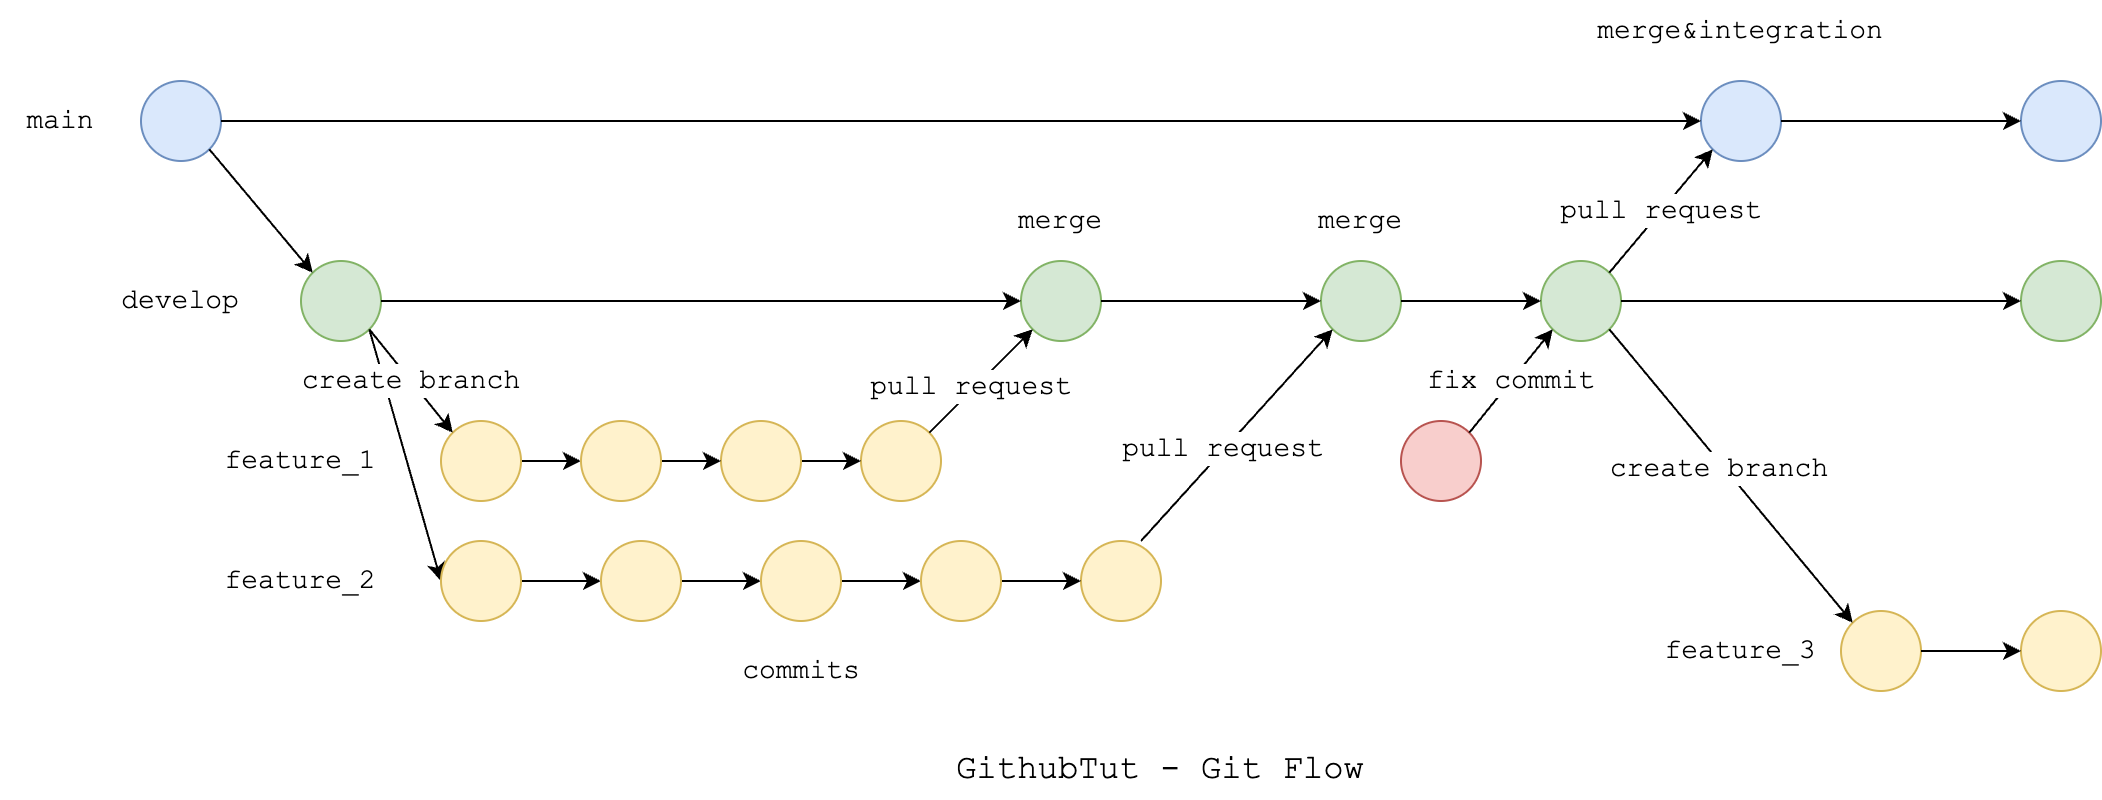 merge&integration
main
pull request
merge
merge
develop
create branch
pull request
fix commit
pull request
feature_1
create branch
feature_2
feature_3
commits
GithubTut - Git Flow